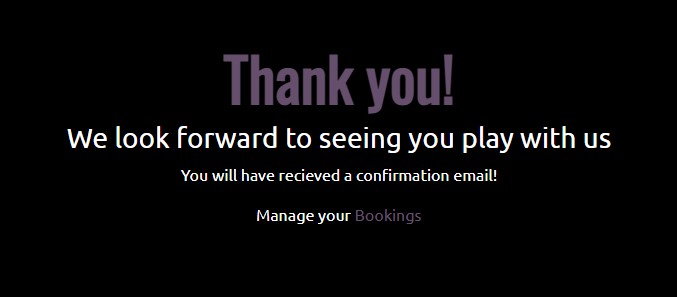 Thank you!
We look forward to seeing you play with us
You will have recieved a confirmation email!
Manage your Bookings